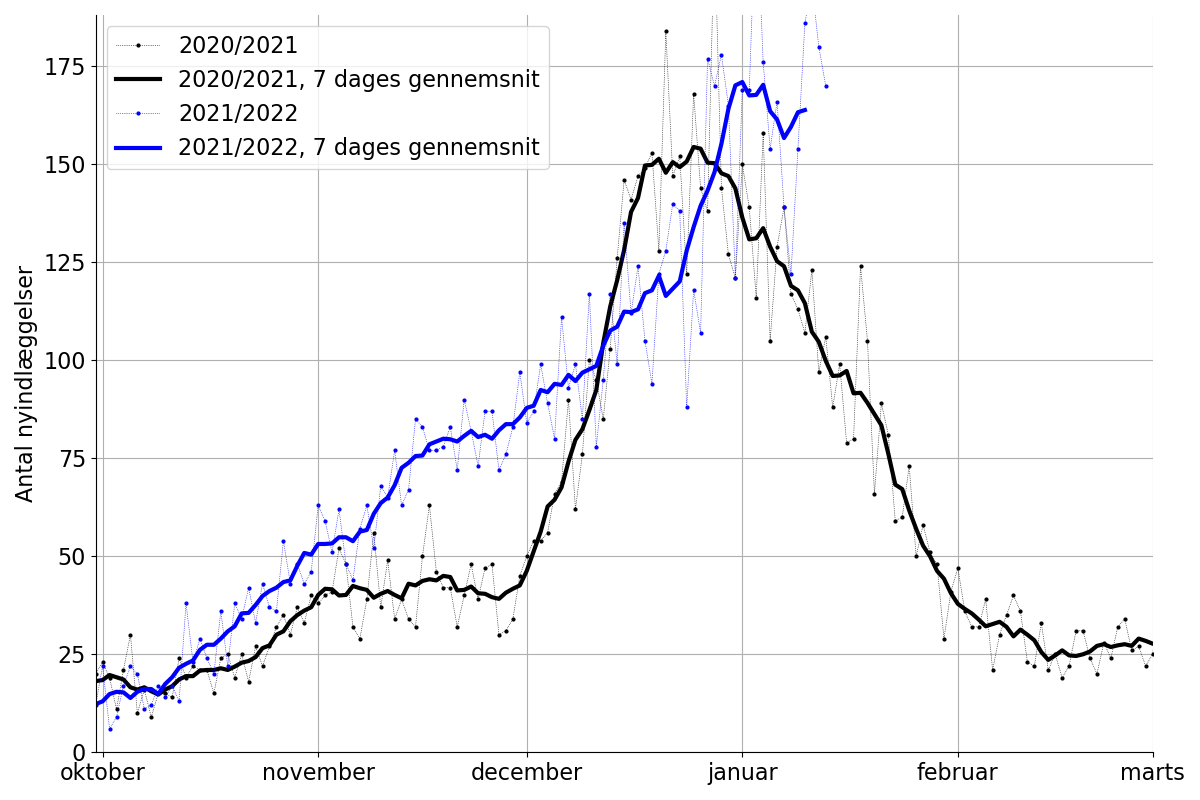 2020/2021
2020/2021, 7 dages gennemsnit
2021/2022
2021/2022, 7 dages gennemsnit
Antal nyindlæggelser
175
150
125
100
75
50
25
0
oktober november december januar februar marts